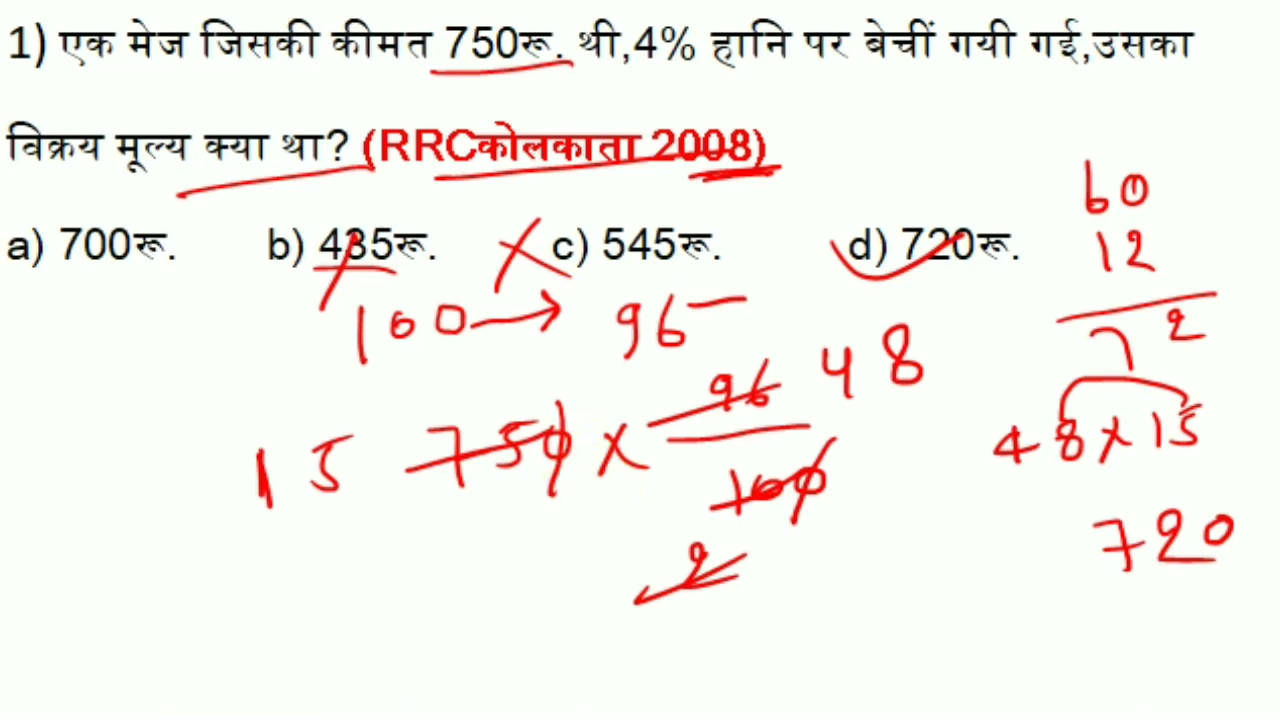 1) एक मेज जिसकी कीमत 750रू. थी,4% हानि पर बेचीं गयी गई,उसका
विक्रय मूल्य क्या था? (RRCकोलकाता 2008)
a) 700रू. b) 435रू. c) 545रू. d) 720रू.
60
12
72
100 → 96
15 750 × 96 48
100
2
48×15
720